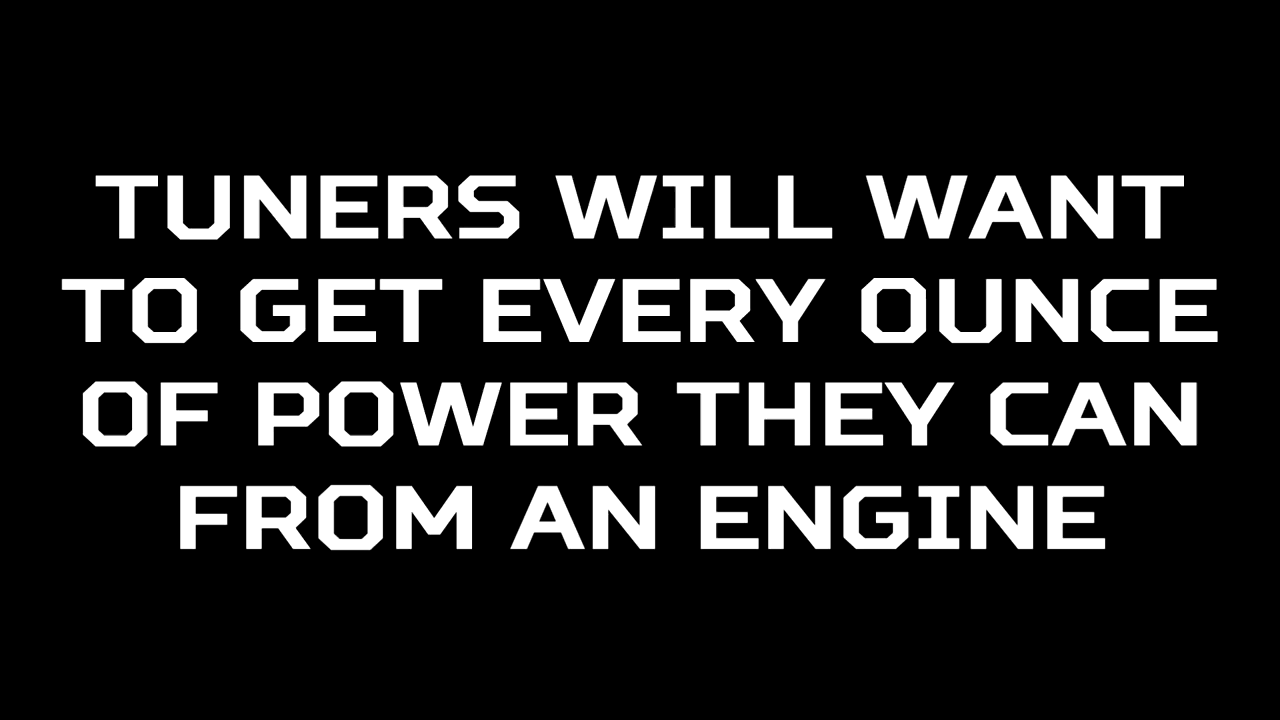 TUNERS WILL WANT
TO GET EVERY OUNCE
OF POWER THEY CAN
FROM AN ENGINE